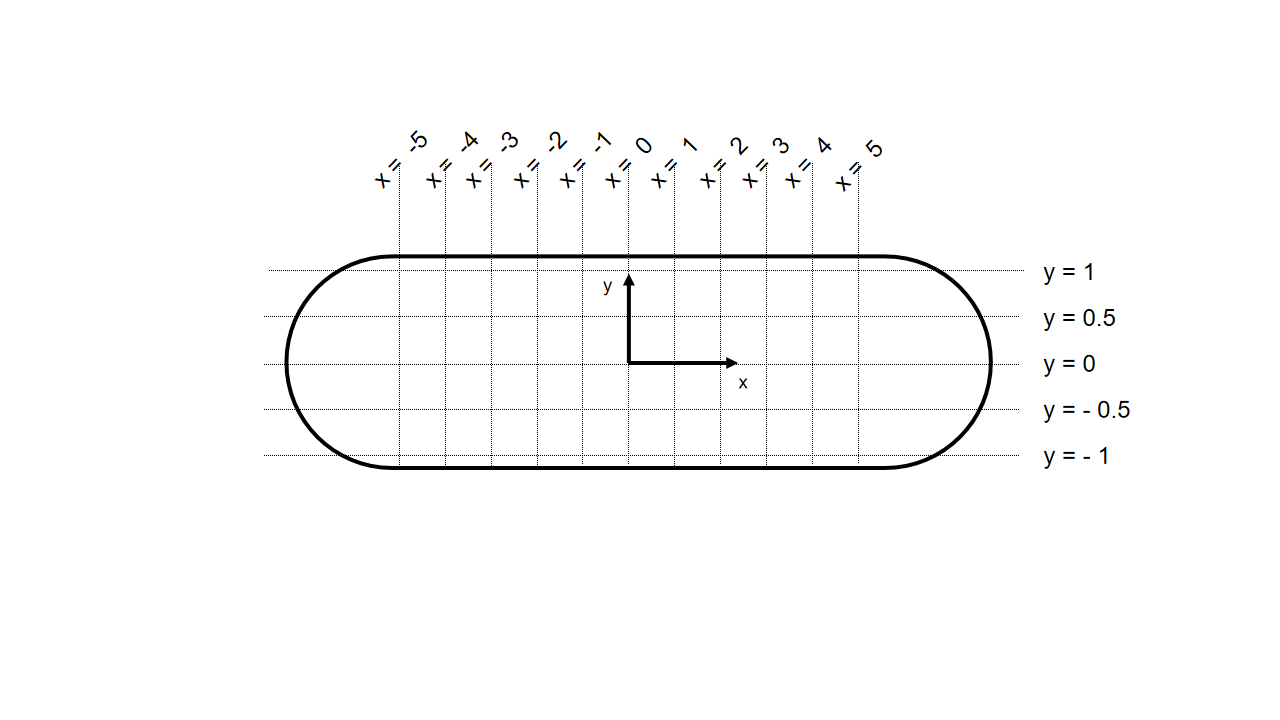 x = -5
x = -4
x = -3
x = -2
x = -1
x = 0
x = 1
x = 2
x = 3
x = 4
x = 5
y = 1
y
y = 0.5
y = 0
x
y = - 0.5
y = - 1